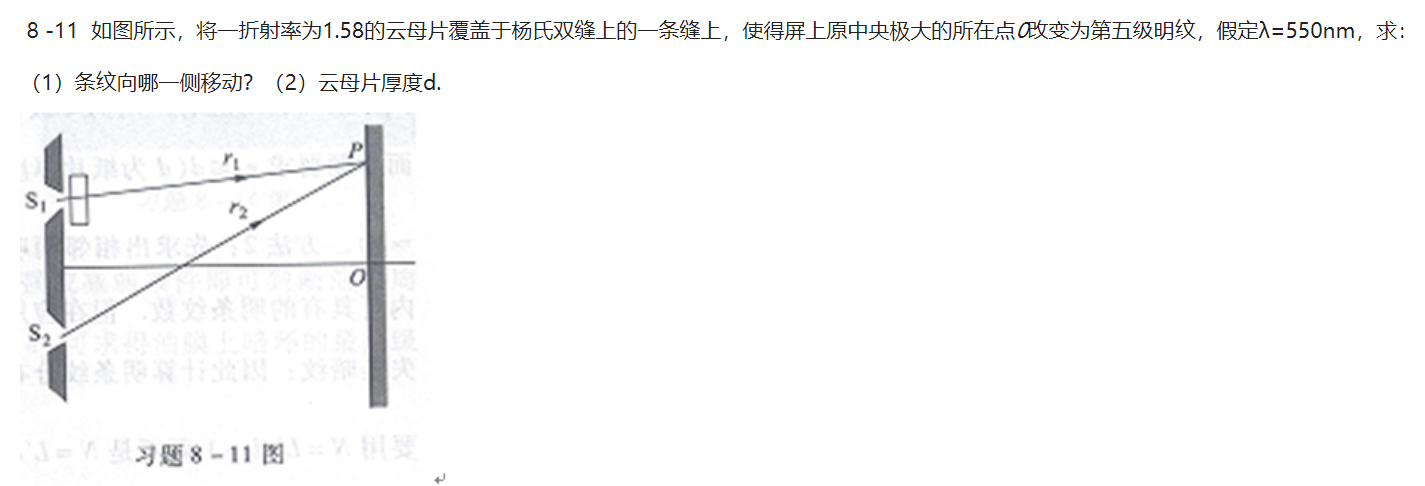 8 -11 如图所示，将一折射率为1.58的云母片覆盖于杨氏双缝上的一条缝上，使得屏上原中央极大的所在点O改变为第五级明纹，假定λ=550nm，求：
（1）条纹向哪一侧移动？（2）云母片厚度d.
P
r₁
S₁
r₂
O
S₂
习题 8 – 11 图